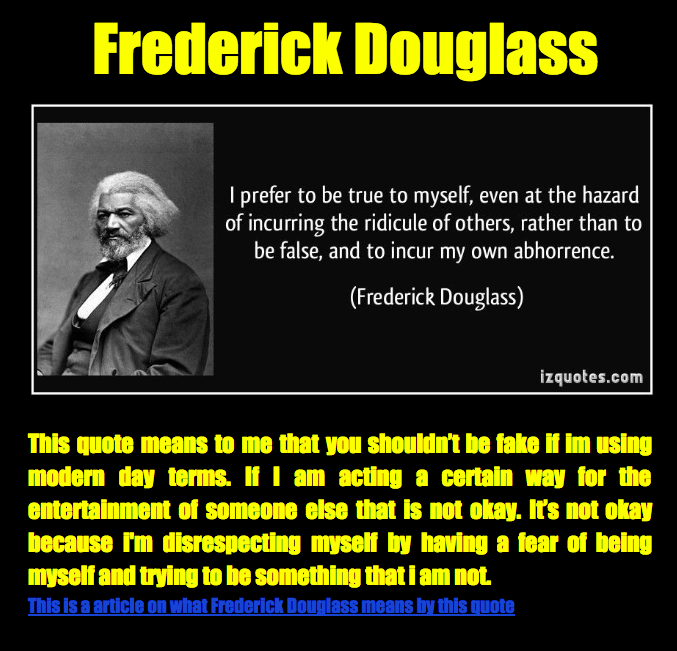 Frederick Douglass
I prefer to be true to myself, even at the hazard
of incurring the ridicule of others, rather than to
be false, and to incur my own abhorrence.
(Frederick Douglass)
izquotes.com
This quote means to me that you shouldn't be fake if im using
modern day terms. If I am acting a certain way for the
entertainment of someone else that is not okay. It's not okay
because i'm disrespecting myself by having a fear of being
myself and trying to be something that i am not.
This is a article on what Frederick Douglass means by this quote